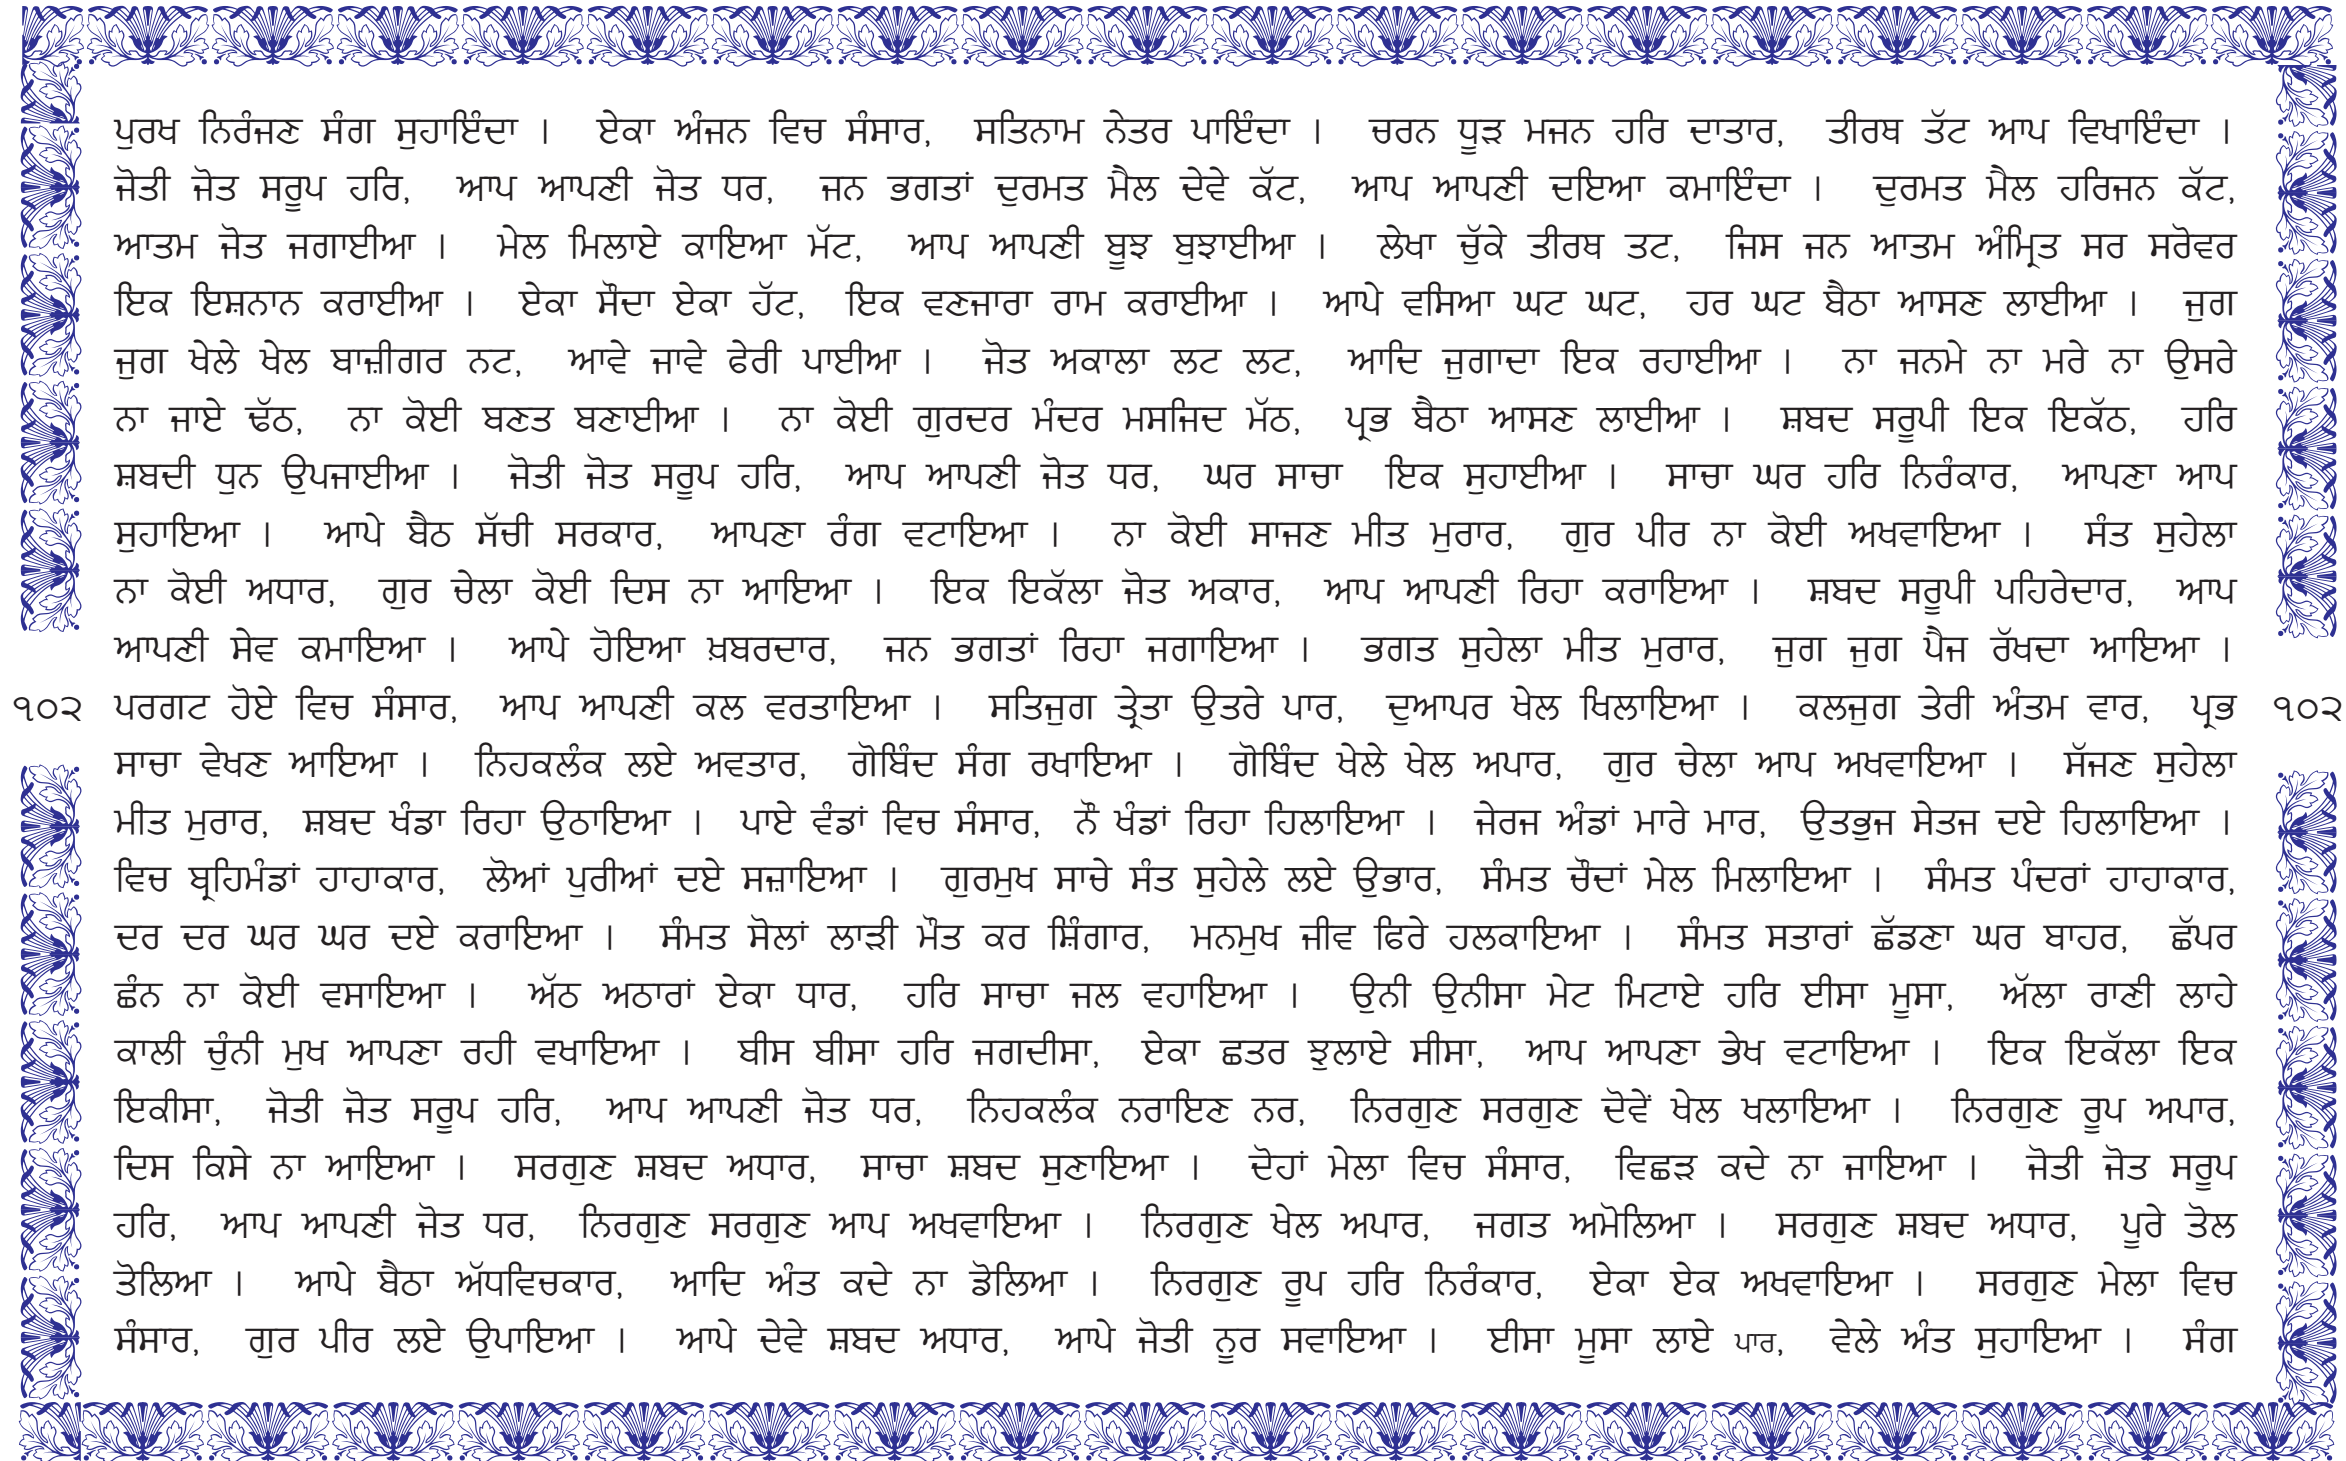 ਪੁਰਖ ਨਿਰੰਜਣ ਸੰਗ ਸੁਹਾਇੰਦਾ । ਏਕਾ ਅੰਜਨ ਵਿਚ ਸੰਸਾਰ, ਸਤਿਨਾਮ ਨੇਤਰ ਪਾਇੰਦਾ । ਚਰਨ ਧੂੜ ਮਜਨ ਹਰਿ ਦਾਤਾਰ, ਤੀਰਥ ਤੱਟ ਆਪ ਵਿਖਾਇੰਦਾ ।
ਜੋਤੀ ਜੋਤ ਸਰੂਪ ਹਰਿ, ਆਪ ਆਪਣੀ ਜੋਤ ਧਰ, ਜਨ ਭਗਤਾਂ ਦੁਰਮਤ ਮੈਲ ਦੇਵੇ ਕੱਟ, ਆਪ ਆਪਣੀ ਦਇਆ ਕਮਾਇੰਦਾ । ਦੁਰਮਤ ਮੈਲ ਹਰਿਜਨ ਕੱਟ,
ਆਤਮ ਜੋਤ ਜਗਾਈਆ । ਮੇਲ ਮਿਲਾਏ ਕਾਇਆ ਮੱਟ, ਆਪ ਆਪਣੀ ਬੂਝ ਬੁਝਾਈਆ । ਲੇਖਾ ਚੁੱਕੇ ਤੀਰਥ ਤਟ, ਜਿਸ ਜਨ ਆਤਮ ਅੰਮ੍ਰਿਤ ਸਰ ਸਰੋਵਰ
ਇਕ ਇਸ਼ਨਾਨ ਕਰਾਈਆ । ਏਕਾ ਸੌਦਾ ਏਕਾ ਹੱਟ, ਇਕ ਵਣਜਾਰਾ ਰਾਮ ਕਰਾਈਆ । ਆਪੇ ਵਸਿਆ ਘਟ ਘਟ, ਹਰ ਘਟ ਬੈਠਾ ਆਸਣ ਲਾਈਆ । ਜੁਗ
ਜੁਗ ਖੇਲੇ ਖੇਲ ਬਾਜ਼ੀਗਰ ਨਟ, ਆਵੇ ਜਾਵੇ ਫੇਰੀ ਪਾਈਆ । ਜੋਤ ਅਕਾਲਾ ਲਟ ਲਟ, ਆਦਿ ਜੁਗਾਦਾ ਇਕ ਰਹਾਈਆ । ਨਾ ਜਨਮੇ ਨਾ ਮਰੇ ਨਾ ਉਸਰੇ
ਨਾ ਜਾਏ ਢੱਠ, ਨਾ ਕੋਈ ਬਣਤ ਬਣਾਈਆ । ਨਾ ਕੋਈ ਗੁਰਦਰ ਮੰਦਰ ਮਸਜਿਦ ਮੱਠ, ਪ੍ਰਭ ਬੈਠਾ ਆਸਣ ਲਾਈਆ । ਸ਼ਬਦ ਸਰੂਪੀ ਇਕ ਇਕੱਠ, ਹਰਿ
ਸ਼ਬਦੀ ਧੁਨ ਉਪਜਾਈਆ । ਜੋਤੀ ਜੋਤ ਸਰੂਪ ਹਰਿ, ਆਪ ਆਪਣੀ ਜੋਤ ਧਰ, ਘਰ ਸਾਚਾ ਇਕ ਸੁਹਾਈਆ । ਸਾਚਾ ਘਰ ਹਰਿ ਨਿਰੰਕਾਰ, ਆਪਣਾ ਆਪ
ਸੁਹਾਇਆ । ਆਪੇ ਬੈਠ ਸੱਚੀ ਸਰਕਾਰ, ਆਪਣਾ ਰੰਗ ਵਟਾਇਆ । ਨਾ ਕੋਈ ਸਾਜਣ ਮੀਤ ਮੁਰਾਰ, ਗੁਰ ਪੀਰ ਨਾ ਕੋਈ ਅਖਵਾਇਆ । ਸੰਤ ਸੁਹੇਲਾ
ਨਾ ਕੋਈ ਅਧਾਰ, ਗੁਰ ਚੇਲਾ ਕੋਈ ਦਿਸ ਨਾ ਆਇਆ । ਇਕ ਇਕੱਲਾ ਜੋਤ ਅਕਾਰ, ਆਪ ਆਪਣੀ ਰਿਹਾ ਕਰਾਇਆ । ਸ਼ਬਦ ਸਰੂਪੀ ਪਹਿਰੇਦਾਰ, ਆਪ
ਆਪਣੀ ਸੇਵ ਕਮਾਇਆ । ਆਪੇ ਹੋਇਆ ਖ਼ਬਰਦਾਰ, ਜਨ ਭਗਤਾਂ ਰਿਹਾ ਜਗਾਇਆ । ਭਗਤ ਸੁਹੇਲਾ ਮੀਤ ਮੁਰਾਰ, ਜੁਗ ਜੁਗ ਪੈਜ ਰੱਖਦਾ ਆਇਆ ।
੧੦੨ ਪਰਗਟ ਹੋਏ ਵਿਚ ਸੰਸਾਰ, ਆਪ ਆਪਣੀ ਕਲ ਵਰਤਾਇਆ । ਸਤਿਜੁਗ ਤ੍ਰੇਤਾ ਉਤਰੇ ਪਾਰ, ਦੁਆਪਰ ਖੇਲ ਖਿਲਾਇਆ । ਕਲਜੁਗ ਤੇਰੀ ਅੰਤਮ ਵਾਰ, ਪ੍ਰਭ ੧੦੨
ਸਾਚਾ ਵੇਖਣ ਆਇਆ । ਨਿਹਕਲੰਕ ਲਏ ਅਵਤਾਰ, ਗੋਬਿੰਦ ਸੰਗ ਰਖਾਇਆ । ਗੋਬਿੰਦ ਖੇਲੇ ਖੇਲ ਅਪਾਰ, ਗੁਰ ਚੇਲਾ ਆਪ ਅਖਵਾਇਆ । ਸੱਜਣ ਸੁਹੇਲਾ
ਮੀਤ ਮੁਰਾਰ, ਸ਼ਬਦ ਖੰਡਾ ਰਿਹਾ ਉਠਾਇਆ । ਪਾਏ ਵੰਡਾਂ ਵਿਚ ਸੰਸਾਰ, ਨੌ ਖੰਡਾਂ ਰਿਹਾ ਹਿਲਾਇਆ । ਜੇਰਜ ਅੰਡਾਂ ਮਾਰੇ ਮਾਰ, ਉਤਭੁਜ ਸੇਤਜ ਦਏ ਹਿਲਾਇਆ ।
ਵਿਚ ਬ੍ਰਹਿਮੰਡਾਂ ਹਾਹਾਕਾਰ, ਲੋਆਂ ਪੁਰੀਆਂ ਦਏ ਸਜ਼ਾਇਆ । ਗੁਰਮੁਖ ਸਾਚੇ ਸੰਤ ਸੁਹੇਲੇ ਲਏ ਉਭਾਰ, ਸੰਮਤ ਚੌਦਾਂ ਮੇਲ ਮਿਲਾਇਆ । ਸੰਮਤ ਪੰਦਰਾਂ ਹਾਹਾਕਾਰ,
ਦਰ ਦਰ ਘਰ ਘਰ ਦਏ ਕਰਾਇਆ । ਸੰਮਤ ਸੋਲਾਂ ਲਾੜੀ ਮੌਤ ਕਰ ਸ਼ਿੰਗਾਰ, ਮਨਮੁਖ ਜੀਵ ਫਿਰੇ ਹਲਕਾਇਆ । ਸੰਮਤ ਸਤਾਰਾਂ ਛੱਡਣਾ ਘਰ ਬਾਹਰ, ਛੱਪਰ
ਛੰਨ ਨਾ ਕੋਈ ਵਸਾਇਆ । ਅੱਠ ਅਠਾਰਾਂ ਏਕਾ ਧਾਰ, ਹਰਿ ਸਾਚਾ ਜਲ ਵਹਾਇਆ । ਉਨੀ ਉਨੀਸਾ ਮੇਟ ਮਿਟਾਏ ਹਰਿ ਈਸਾ ਮੂਸਾ, ਅੱਲਾ ਰਾਣੀ ਲਾਹੇ
ਕਾਲੀ ਚੁੰਨੀ ਮੁਖ ਆਪਣਾ ਰਹੀ ਵਖਾਇਆ । ਬੀਸ ਬੀਸਾ ਹਰਿ ਜਗਦੀਸਾ, ਏਕਾ ਛਤਰ ਝੁਲਾਏ ਸੀਸਾ, ਆਪ ਆਪਣਾ ਭੇਖ ਵਟਾਇਆ । ਇਕ ਇਕੱਲਾ ਇਕ
ਇਕੀਸਾ, ਜੋਤੀ ਜੋਤ ਸਰੂਪ ਹਰਿ, ਆਪ ਆਪਣੀ ਜੋਤ ਧਰ, ਨਿਹਕਲੰਕ ਨਰਾਇਣ ਨਰ, ਨਿਰਗੁਣ ਸਰਗੁਣ ਦੋਵੇਂ ਖੇਲ ਖਲਾਇਆ । ਨਿਰਗੁਣ ਰੂਪ ਅਪਾਰ,
ਦਿਸ ਕਿਸੇ ਨਾ ਆਇਆ । ਸਰਗੁਣ ਸ਼ਬਦ ਅਧਾਰ, ਸਾਚਾ ਸ਼ਬਦ ਸੁਣਾਇਆ । ਦੋਹਾਂ ਮੇਲਾ ਵਿਚ ਸੰਸਾਰ, ਵਿਛੜ ਕਦੇ ਨਾ ਜਾਇਆ । ਜੋਤੀ ਜੋਤ ਸਰੂਪ
ਹਰਿ, ਆਪ ਆਪਣੀ ਜੋਤ ਧਰ, ਨਿਰਗੁਣ ਸਰਗੁਣ ਆਪ ਅਖਵਾਇਆ । ਨਿਰਗੁਣ ਖੇਲ ਅਪਾਰ, ਜਗਤ ਅਮੋਲਿਆ । ਸਰਗੁਣ ਸ਼ਬਦ ਅਧਾਰ, ਪੂਰੇ ਤੋਲ
ਤੋਲਿਆ । ਆਪੇ ਬੈਠਾ ਅੱਧਵਿਚਕਾਰ, ਆਦਿ ਅੰਤ ਕਦੇ ਨਾ ਡੋਲਿਆ । ਨਿਰਗੁਣ ਰੂਪ ਹਰਿ ਨਿਰੰਕਾਰ, ਏਕਾ ਏਕ ਅਖਵਾਇਆ । ਸਰਗੁਣ ਮੇਲਾ ਵਿਚ
ਸੰਸਾਰ, ਗੁਰ ਪੀਰ ਲਏ ਉਪਾਇਆ । ਆਪੇ ਦੇਵੇ ਸ਼ਬਦ ਅਧਾਰ, ਆਪੇ ਜੋਤੀ ਨੂਰ ਸਵਾਇਆ । ਈਸਾ ਮੂਸਾ ਲਾਏ ਪਾਰ, ਵੇਲੇ ਅੰਤ ਸੁਹਾਇਆ । ਸੰਗ